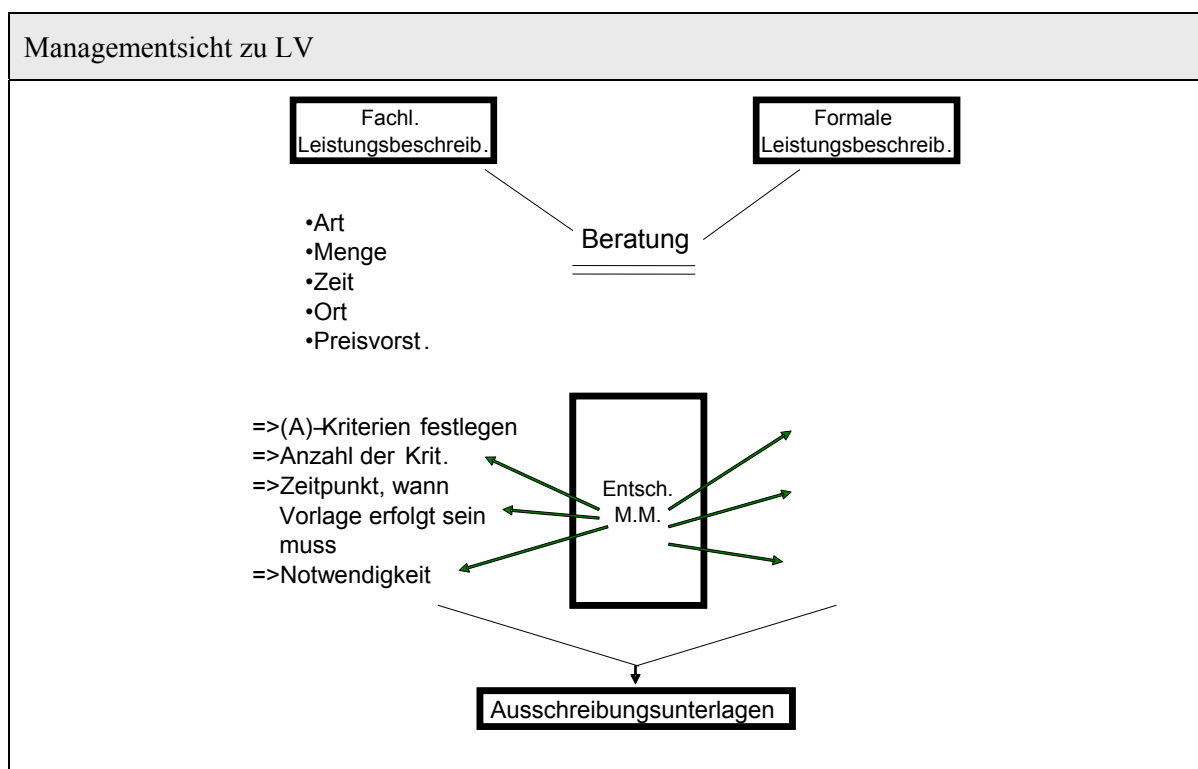 Managementsicht zu LV
Fachl.
Leistungsbeschreib.
Formale
Leistungsbeschreib.
•Art
•Menge
•Zeit
•Ort
•Preisvorst.
Beratung
=>(A)–Kriterien festlegen
=>Anzahl der Krit.
=>Zeitpunkt, wann
Vorlage erfolgt sein
muss
=>Notwendigkeit
Entsch.
M.M.
Ausschreibungsunterlagen